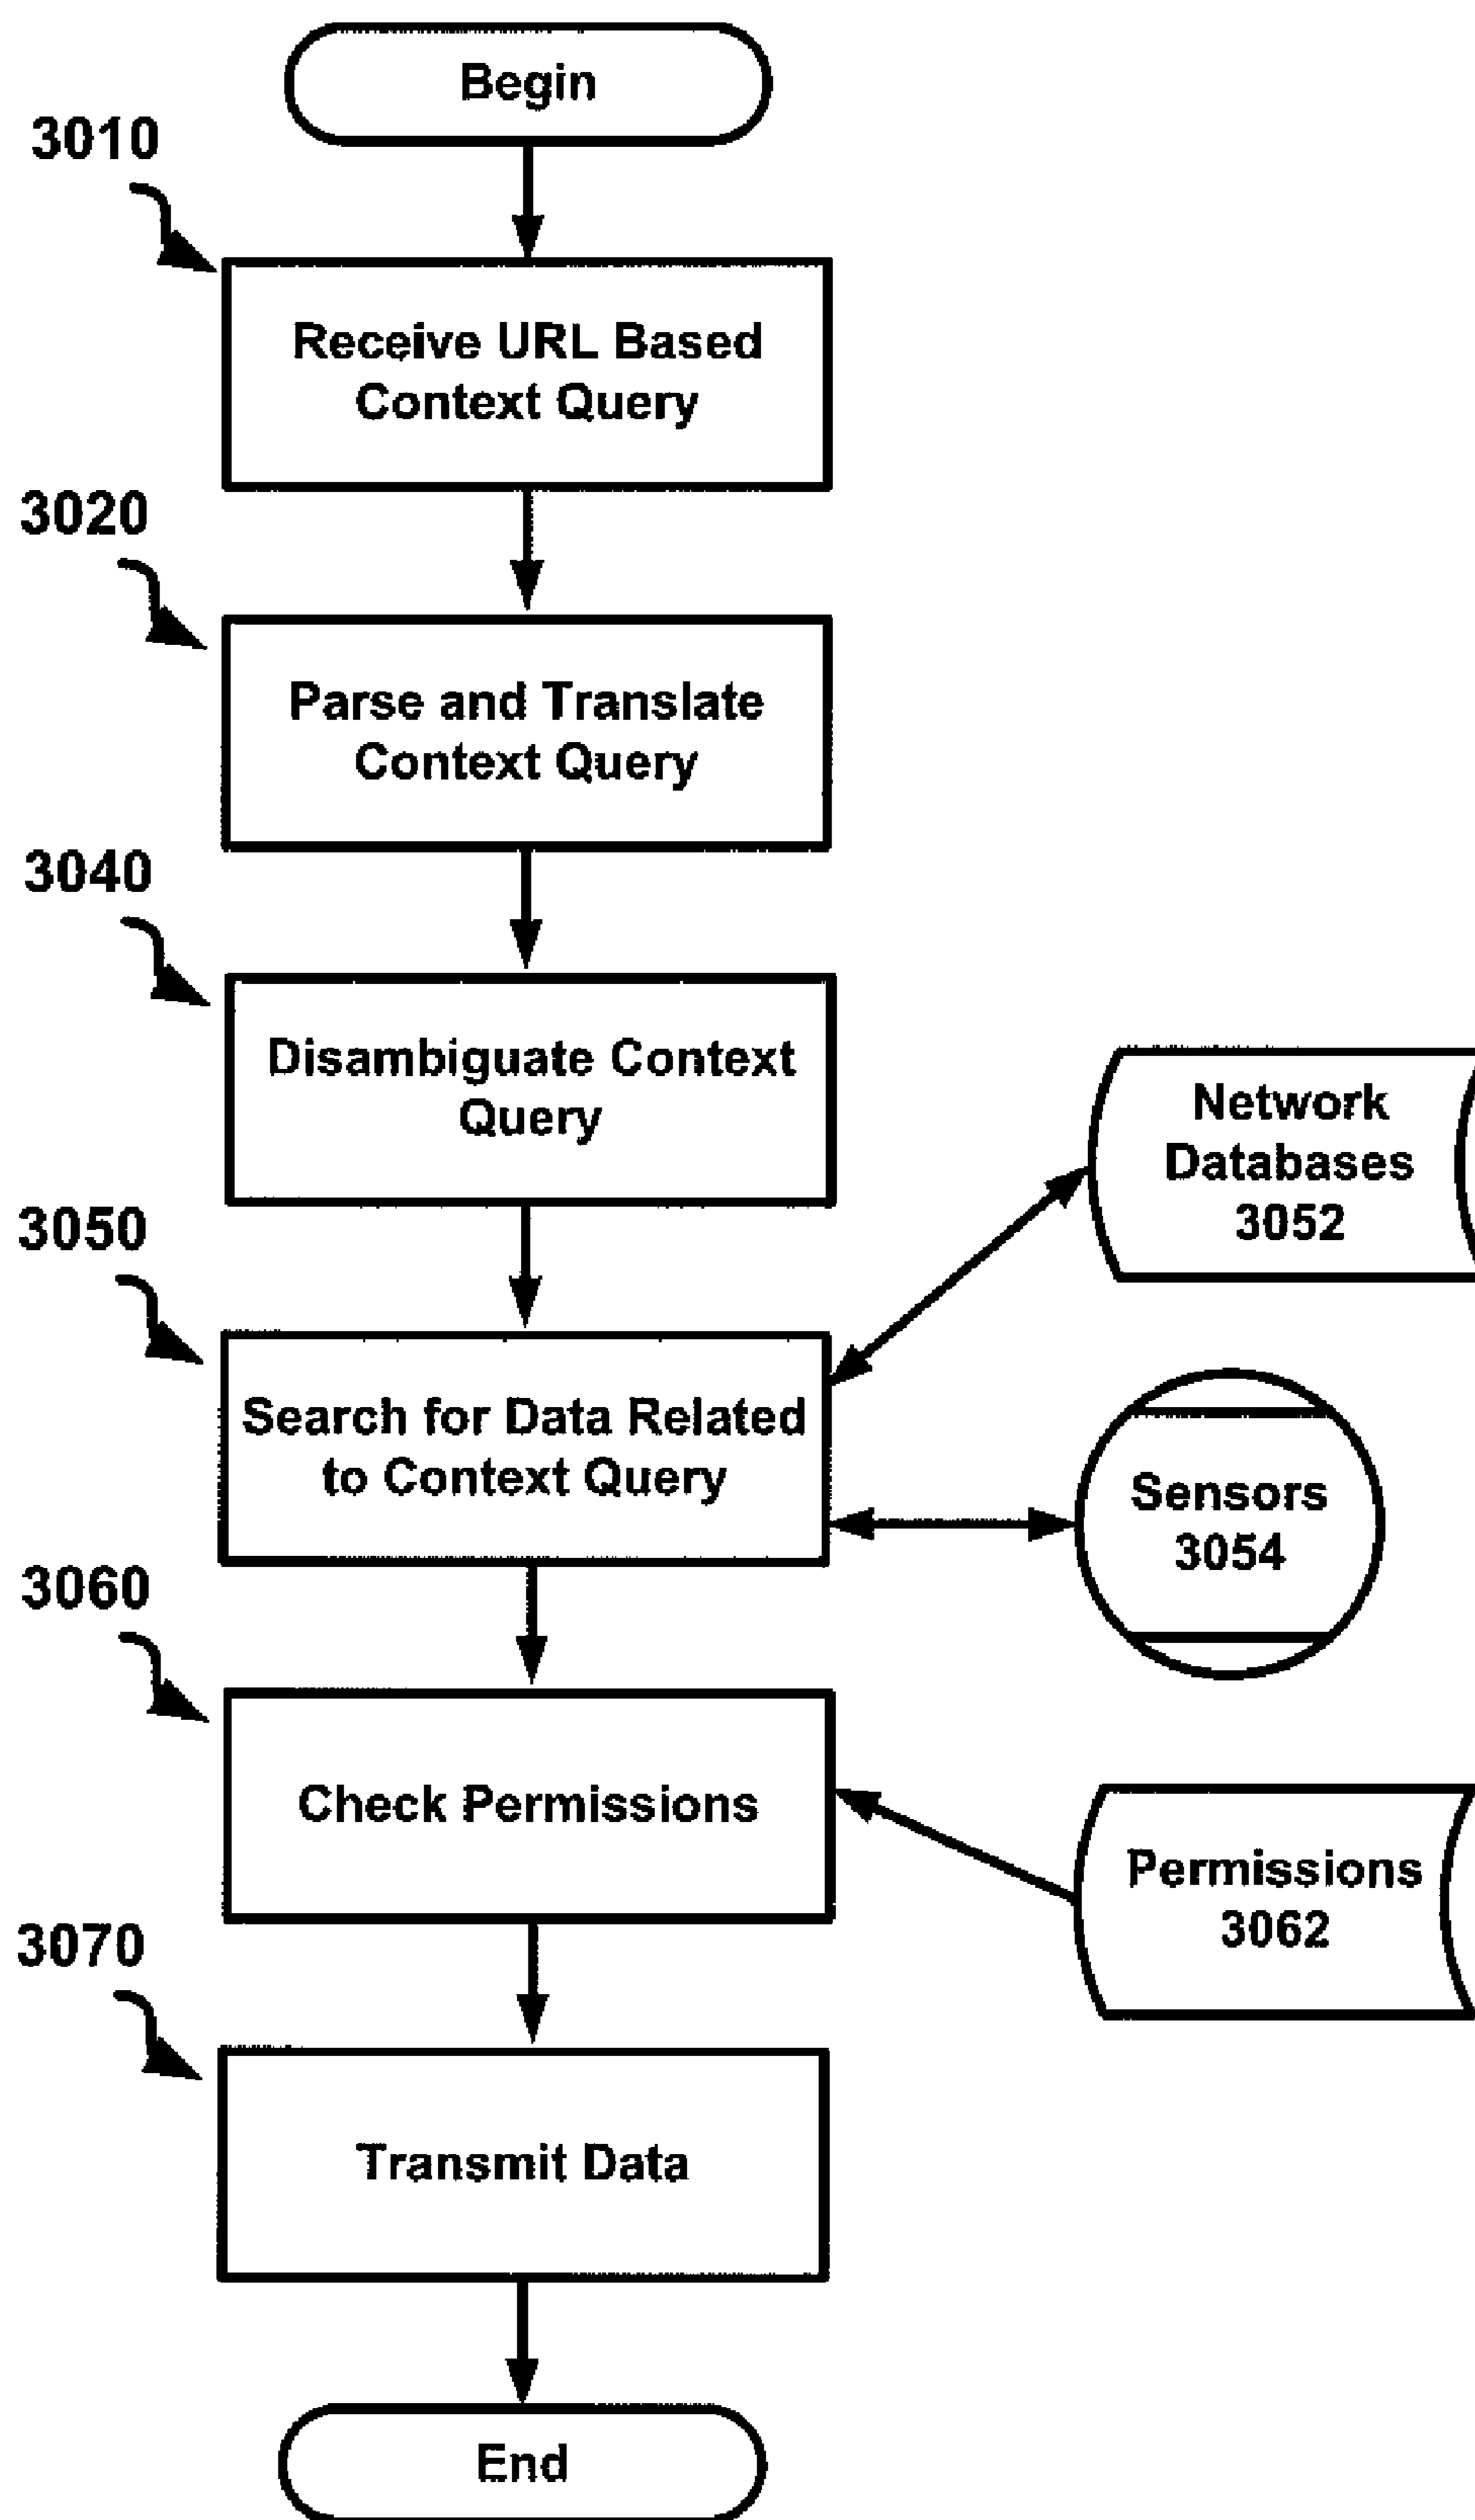 Begin
3010
Receive URL Based
Context Query
3020
Parse and Translate
Context Query
3040
Disambiguate Context
Query
Network
Databases
3052
3050
Search for Data Related
to Context Query
Sensors
3054
3060
Check Permissions
Permissions
3062
3070
Transmit Data
End